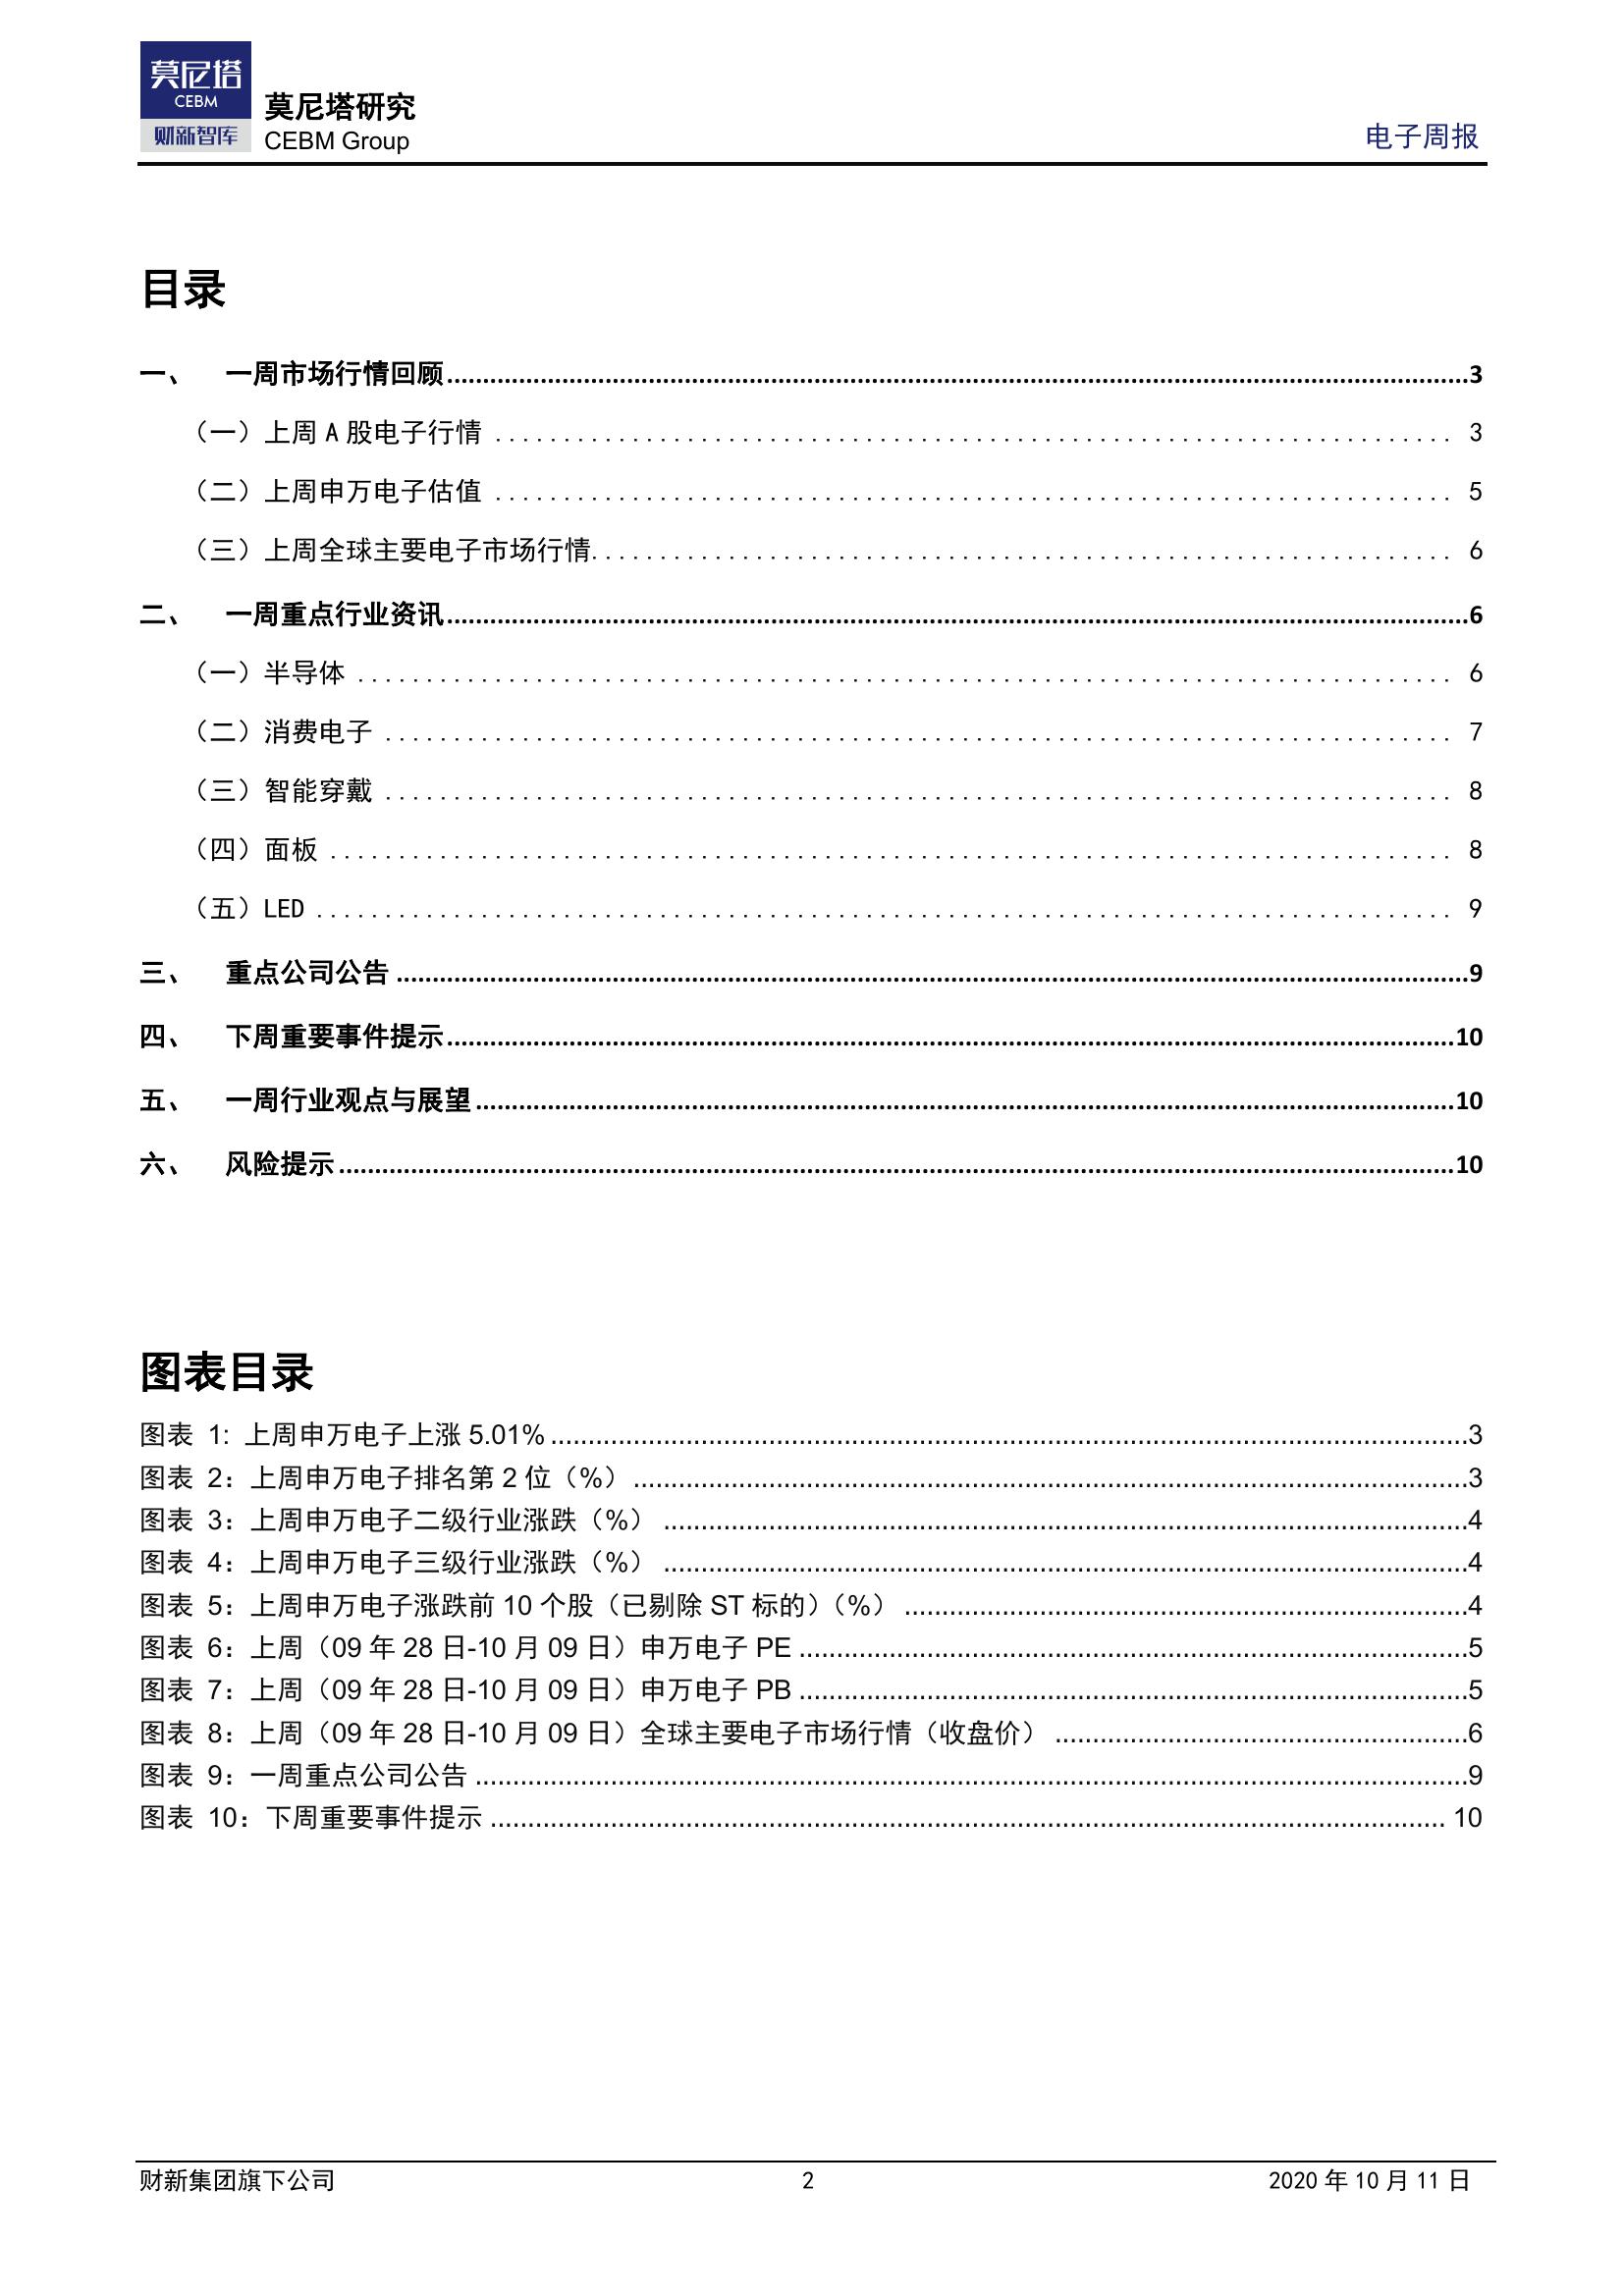 莫尼塔
CEBM
财新智库
莫尼塔研究
CEBM Group
电子周报
目录
一、 一周市场行情回顾........................3
（一）上周 A 股电子行情 ........................ 3
（二）上周申万电子估值 ........................ 5
（三）上周全球主要电子市场行情........................ 6
二、 一周重点行业资讯........................6
（一）半导体 ........................ 6
（二）消费电子 ........................ 7
（三）智能穿戴 ........................ 8
（四）面板 ........................ 8
（五）LED ........................ 9
三、 重点公司公告 ........................9
四、 下周重要事件提示........................10
五、 一周行业观点与展望........................10
六、 风险提示........................10
图表目录
图表 1: 上周申万电子上涨 5.01%........................3
图表 2：上周申万电子排名第 2 位（%）........................3
图表 3：上周申万电子二级行业涨跌（%） ........................4
图表 4：上周申万电子三级行业涨跌（%） ........................4
图表 5：上周申万电子涨跌前 10 个股（已剔除 ST 标的）（%） ........................4
图表 6：上周（09 年 28 日-10 月 09 日）申万电子 PE ........................5
图表 7：上周（09 年 28 日-10 月 09 日）申万电子 PB ........................5
图表 8：上周（09 年 28 日-10 月 09 日）全球主要电子市场行情（收盘价） ........................6
图表 9：一周重点公司公告 ........................9
图表 10：下周重要事件提示 ........................ 10
财新集团旗下公司
2
2020 年 10 月 11 日